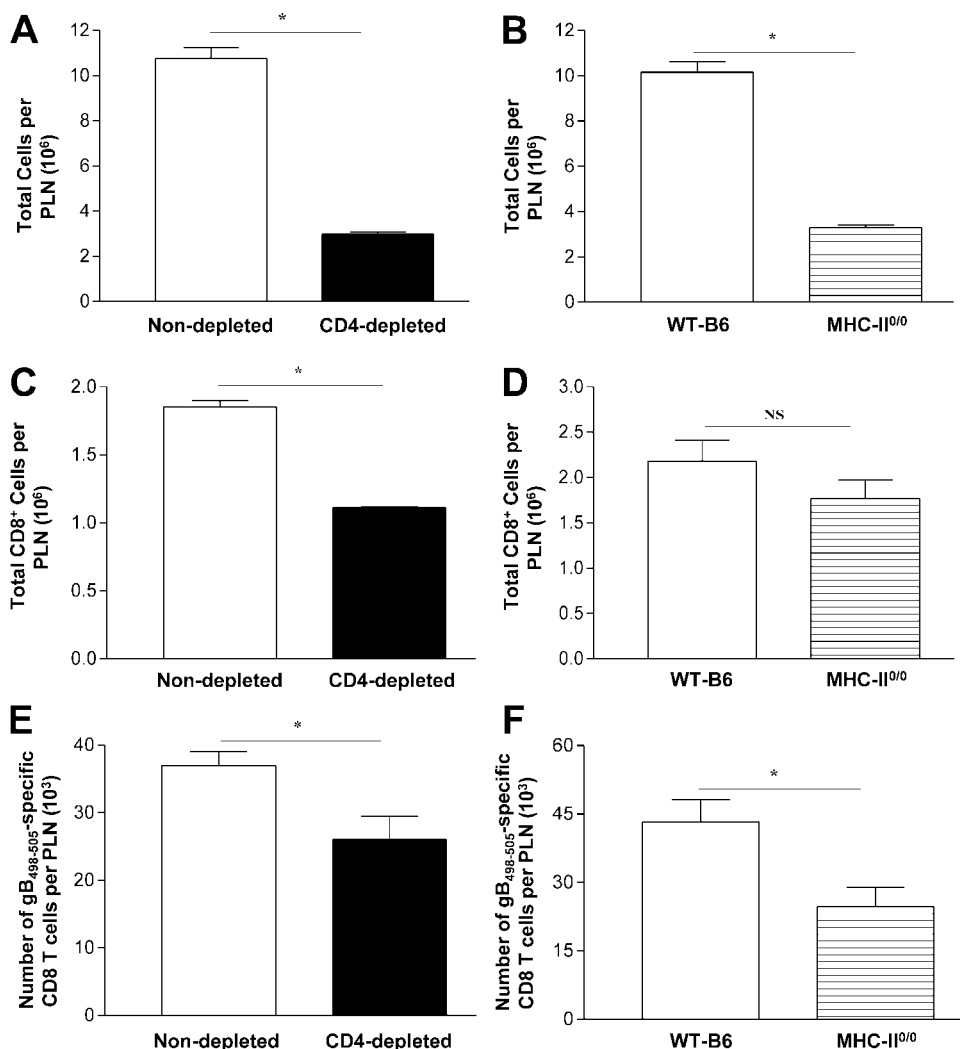 A
Total Cells per
PLN (10⁶)
12
10
8
6
4
2
0
*
Non-depleted
CD4-depleted
B
Total Cells per
PLN (10⁶)
12
10
8
6
4
2
0
*
WT-B6
MHC-II⁰/⁰
C
Total CD8⁺ Cells per
PLN (10⁶)
2.0
1.5
1.0
0.5
0.0
*
Non-depleted
CD4-depleted
D
Total CD8⁺ Cells per
PLN (10⁶)
3.0
2.5
2.0
1.5
1.0
0.5
0.0
NS
WT-B6
MHC-II⁰/⁰
E
Number of gB₄₉₈₋₅₀₅-specific
CD8 T cells per PLN (10³)
40
30
20
10
0
*
Non-depleted
CD4-depleted
F
Number of gB₄₉₈₋₅₀₅-specific
CD8 T cells per PLN (10³)
60
45
30
15
0
*
WT-B6
MHC-II⁰/⁰